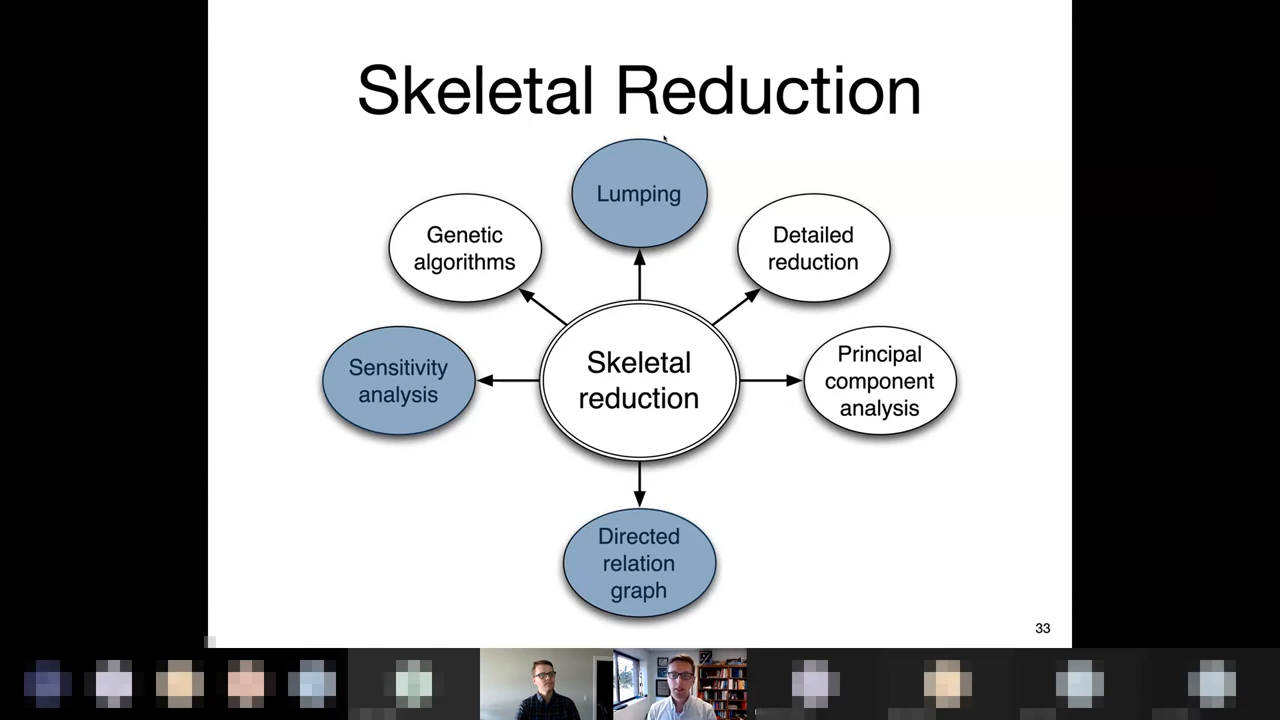 Skeletal Reduction
Lumping
Genetic
algorithms
Detailed
reduction
Sensitivity
analysis
Skeletal
reduction
Principal
component
analysis
Directed
relation
graph
33